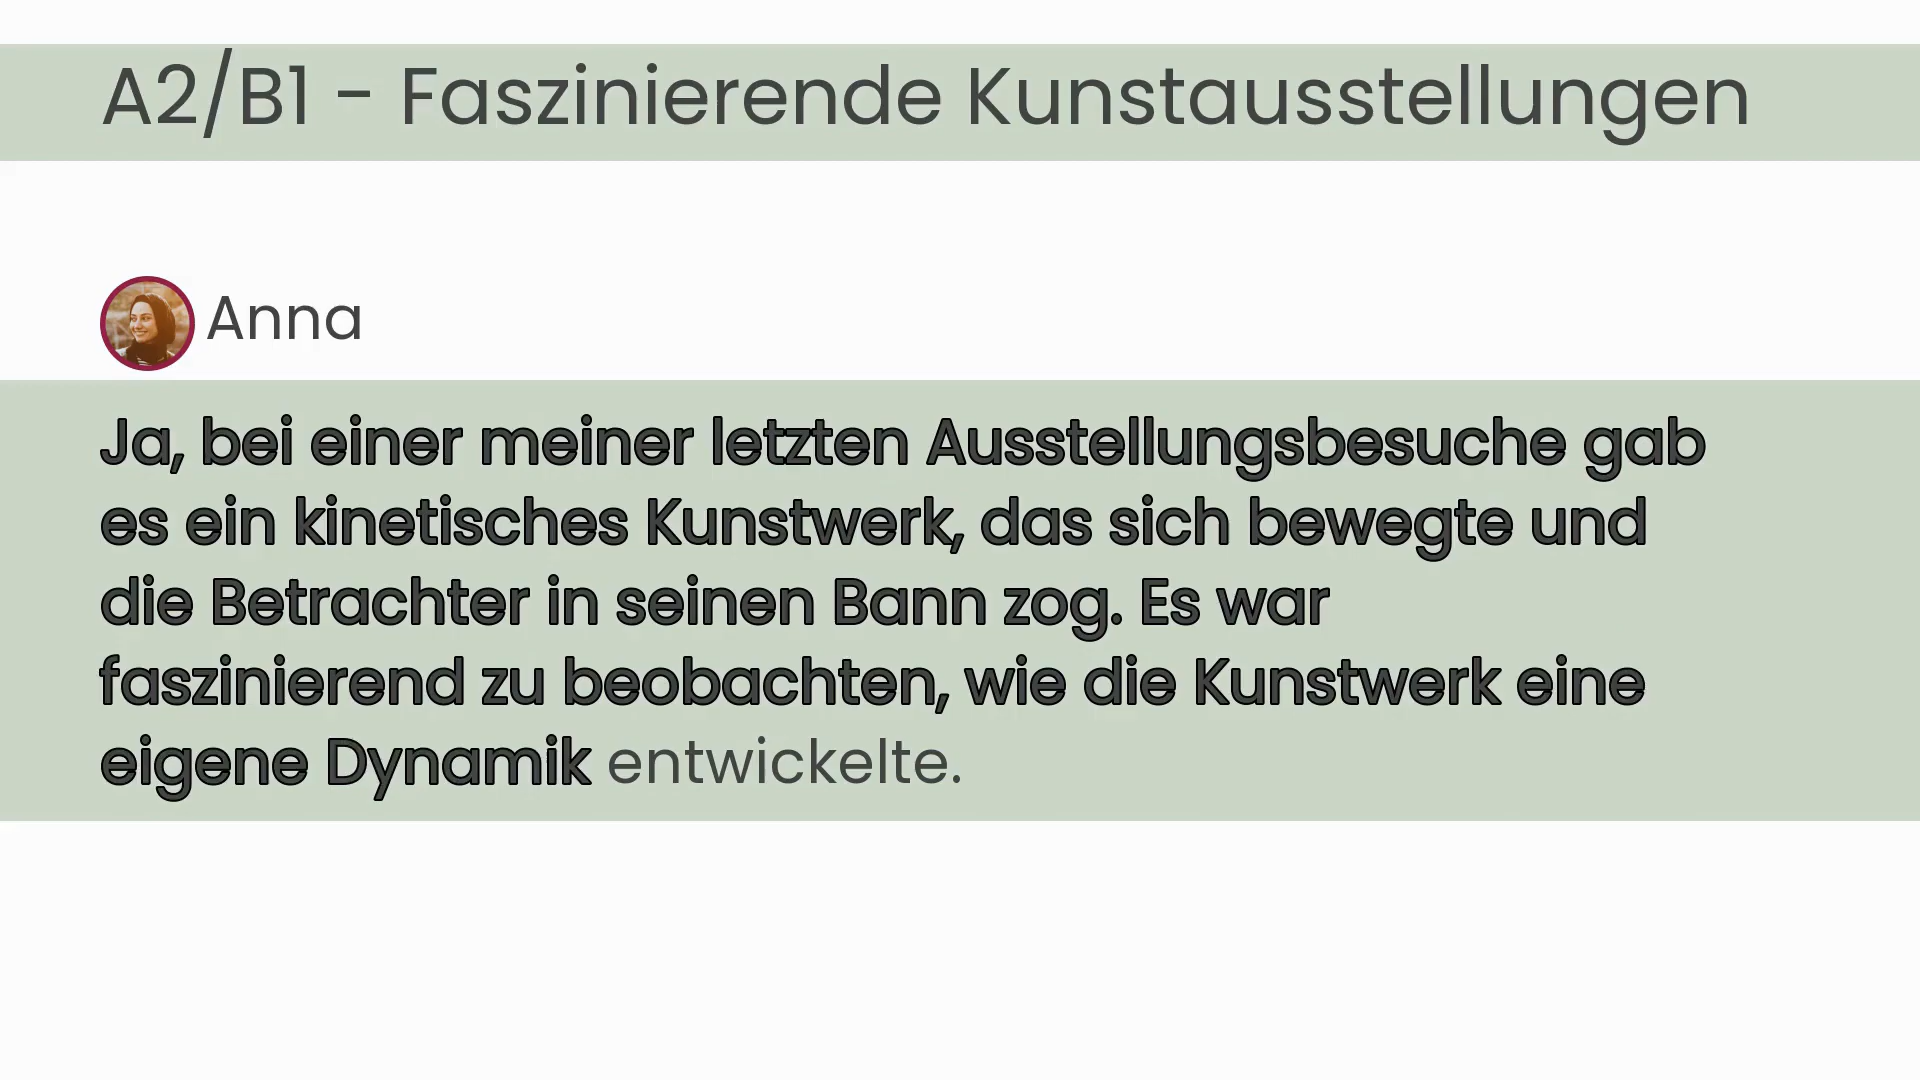 A2/B1 - Faszinierende Kunstausstellungen
Anna
Ja, bei einer meiner letzten Ausstellungsbesuche gab
es ein kinetisches Kunstwerk, das sich bewegte und
die Betrachter in seinen Bann zog. Es war
faszinierend zu beobachten, wie die Kunstwerk eine
eigene Dynamik entwickelte.